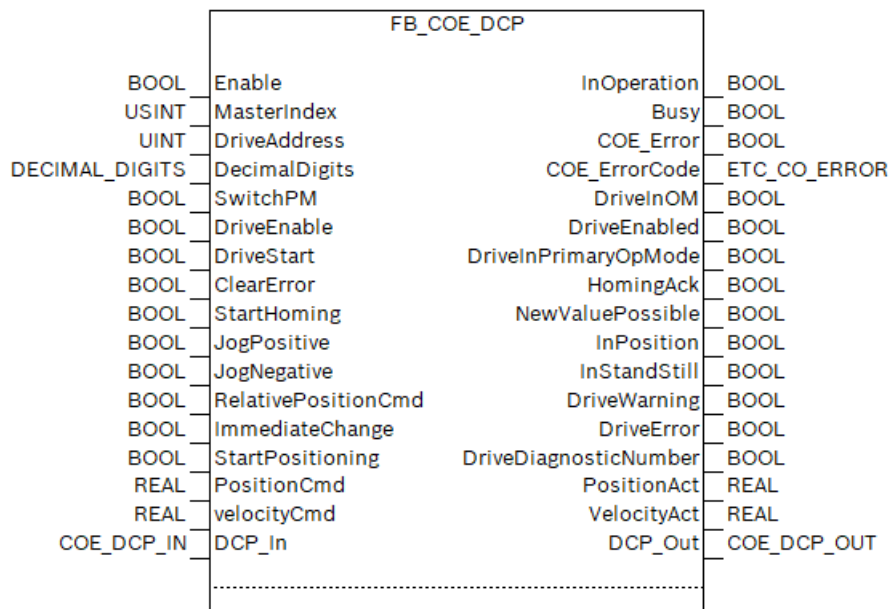 FB_COE_DCP
BOOL Enable InOperation BOOL
USINT MasterIndex Busy BOOL
UINT DriveAddress COE_Error BOOL
DECIMAL_DIGITS DecimalDigits COE_ErrorCode ETC_CO_ERROR
BOOL SwitchPM DriveInOM BOOL
BOOL DriveEnable DriveEnabled BOOL
BOOL DriveStart DriveInPrimaryOpMode BOOL
BOOL ClearError HomingAck BOOL
BOOL StartHoming NewValuePossible BOOL
BOOL JogPositive InPosition BOOL
BOOL JogNegative InStandStill BOOL
BOOL RelativePositionCmd DriveWarning BOOL
BOOL ImmediateChange DriveError BOOL
BOOL StartPositioning DriveDiagnosticNumber BOOL
REAL PositionCmd PositionAct REAL
REAL velocityCmd VelocityAct REAL
COE_DCP_IN DCP_In DCP_Out COE_DCP_OUT